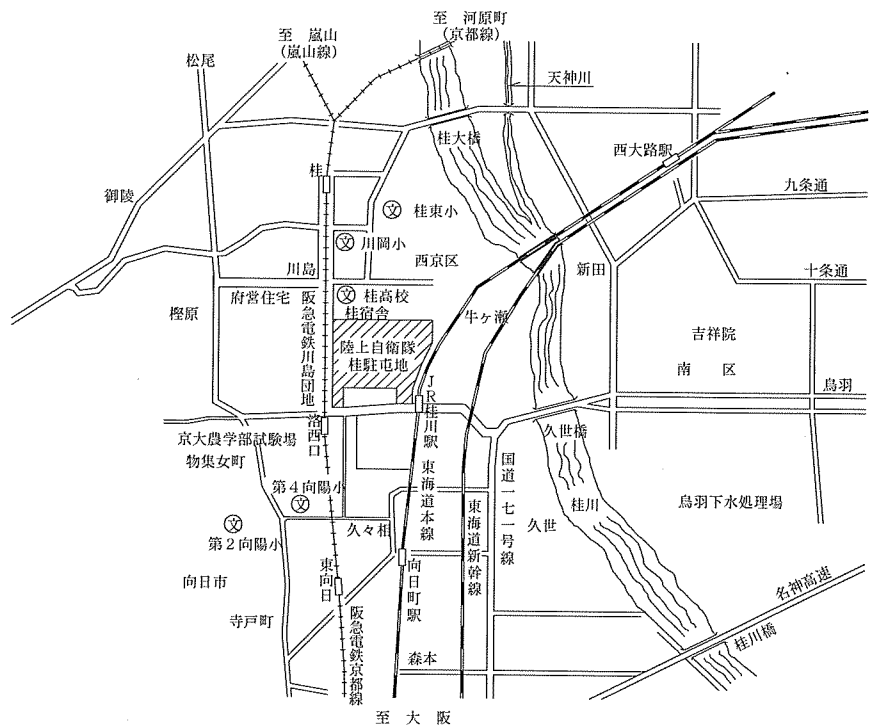 至　河原町
(京都線)
至　嵐山
(嵐山線)
松尾
天神川
桂大橋
西大路駅
桂
御陵
九条通
文
桂東小
文
川岡小
西京区
川島
新田
十条通
府営住宅
文
桂高校
桂宿舎
樫原
牛ヶ瀬
吉祥院
陸上自衛隊
桂駐屯地
阪急電鉄川島団地
南　区
鳥羽
JR桂川駅
洛西口
久世橋
京大農学部試験場
物集女町
国道一七一号線
第4向陽小
文
東海道本線
桂川
鳥羽下水処理場
文
第2向陽小
久々相
東海道新幹線
久世
東向日
向日町駅
向日市
名神高速
寺戸町
阪急電鉄京都線
桂川橋
森本
至　大　阪